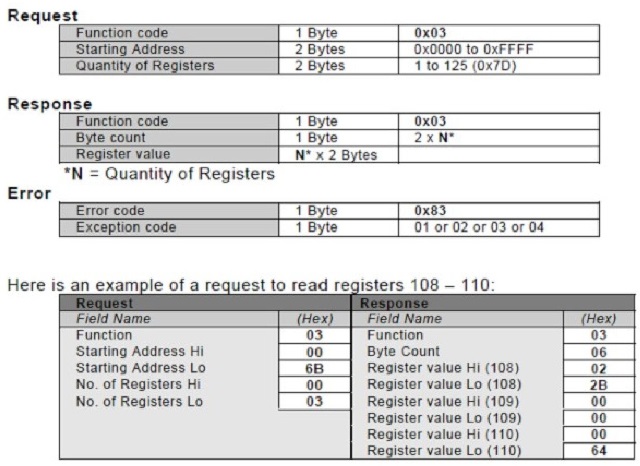 Request
Function code 1 Byte 0x03
Starting Address 2 Bytes 0x0000 to 0xFFFF
Quantity of Registers 2 Bytes 1 to 125 (0x7D)
Response
Function code 1 Byte 0x03
Byte count 1 Byte 2 x N*
Register value N* x 2 Bytes
*N = Quantity of Registers
Error
Error code 1 Byte 0x83
Exception code 1 Byte 01 or 02 or 03 or 04
Here is an example of a request to read registers 108 – 110:
Request Response
Field Name (Hex) Field Name (Hex)
Function 03 Function 03
Starting Address Hi 00 Byte Count 06
Starting Address Lo 6B Register value Hi (108) 02
No. of Registers Hi 00 Register value Lo (108) 2B
No. of Registers Lo 03 Register value Hi (109) 00
Register value Lo (109) 00
Register value Hi (110) 00
Register value Lo (110) 64